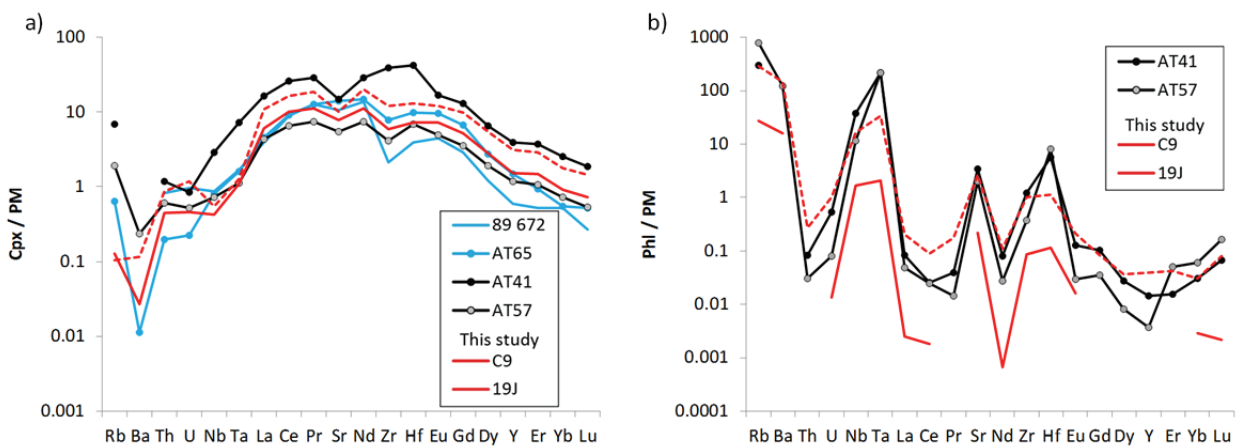 a)
100
10
1
0.1
0.01
0.001
Cpx / PM
Rb Ba Th U Nb Ta La Ce Pr Sr Nd Zr Hf Eu Gd Dy Y Er Yb Lu
89 672
AT65
AT41
AT57
This study
C9
19J
b)
1000
100
10
1
0.1
0.01
0.001
0.0001
Phl / PM
Rb Ba Th U Nb Ta La Ce Pr Sr Nd Zr Hf Eu Gd Dy Y Er Yb Lu
AT41
AT57
This study
C9
19J